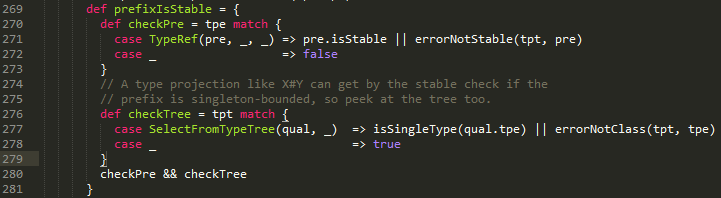 269 def prefixIsStable = {
270 def checkPre = tpe match {
271 case TypeRef(pre, _, _) => pre.isStable || errorNotStable(tpt, pre)
272 case _ => false
273 }
274 // A type projection like X#Y can get by the stable check if the
275 // prefix is singleton-bounded, so peek at the tree too.
276 def checkTree = tpt match {
277 case SelectFromTypeTree(qual, _) => isSingleType(qual.tpe) || errorNotClass(tpt, tpe)
278 case _ => true
279 }
280 checkPre && checkTree
281 }